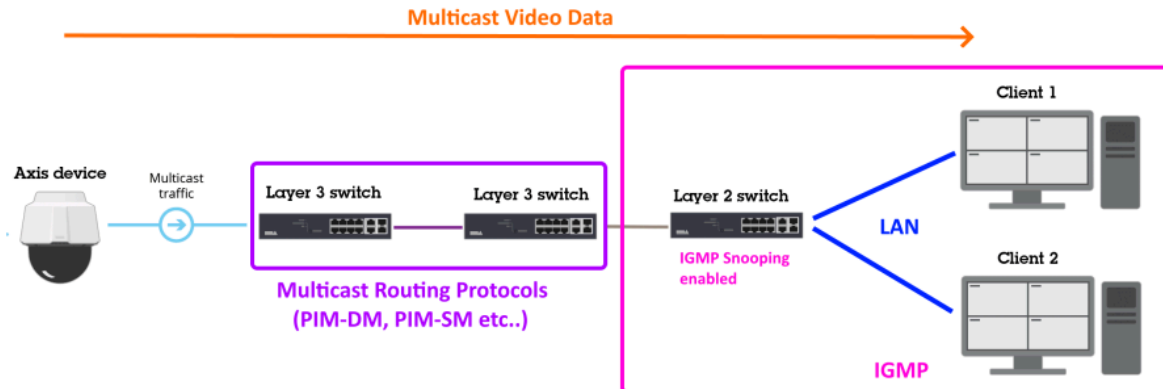 Multicast Video Data
Client 1
Axis device
Multicast
traffic
Layer 3 switch
Layer 3 switch
Layer 2 switch
LAN
IGMP Snooping
enabled
Client 2
Multicast Routing Protocols
(PIM-DM, PIM-SM etc..)
IGMP